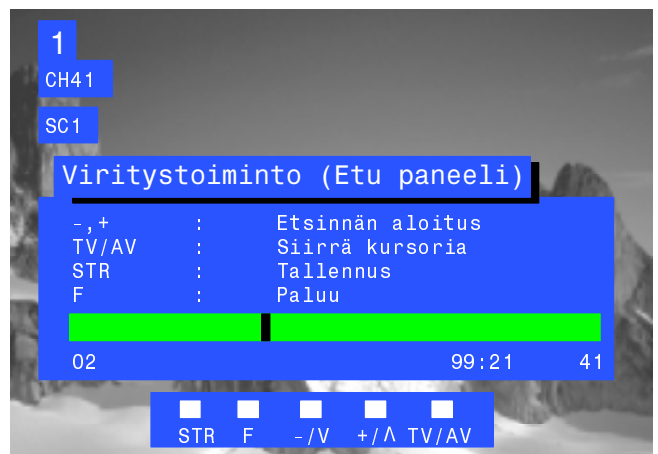 1
CH41
SC1
Viritystoiminto (Etu paneeli)
-,+ : Etsinnän aloitus
TV/AV : Siirrä kursoria
STR : Tallennus
F : Paluu
02 99:21 41
STR F -/V +/Λ TV/AV